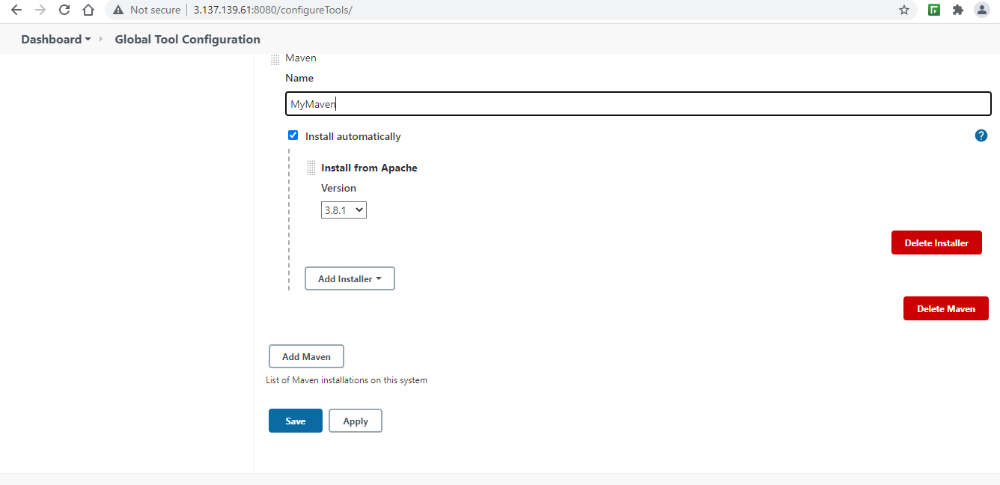 Not secure 3.137.139.61:8080/configureTools/
Dashboard Global Tool Configuration
Maven
Name
MyMaven
Install automatically
?
Install from Apache
Version
3.8.1
Delete Installer
Add Installer
Delete Maven
Add Maven
List of Maven installations on this system
Save Apply